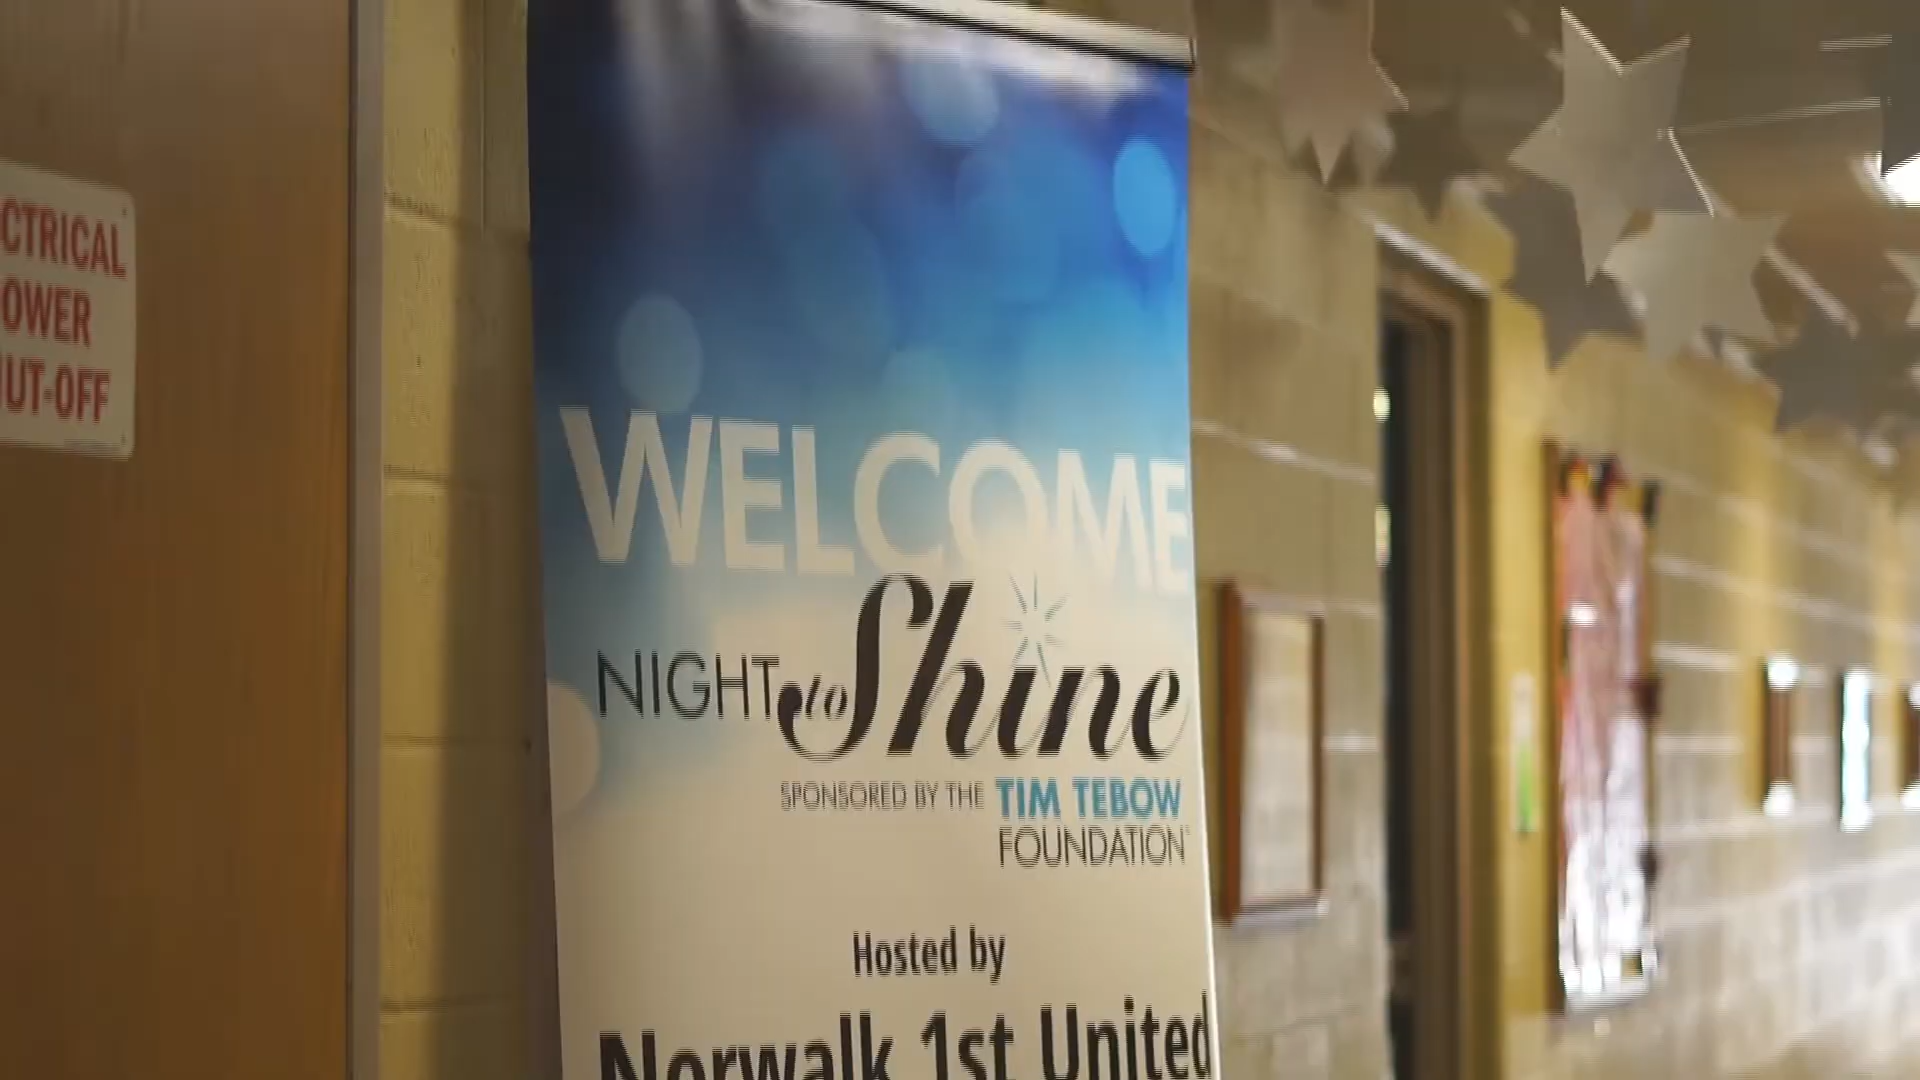 CTRICAL
OWER
UT-OFF
WELCOME
NIGHT to Shine
SPONSORED BY THE TIM TEBOW
FOUNDATION
Hosted by
Norwalk 1st United